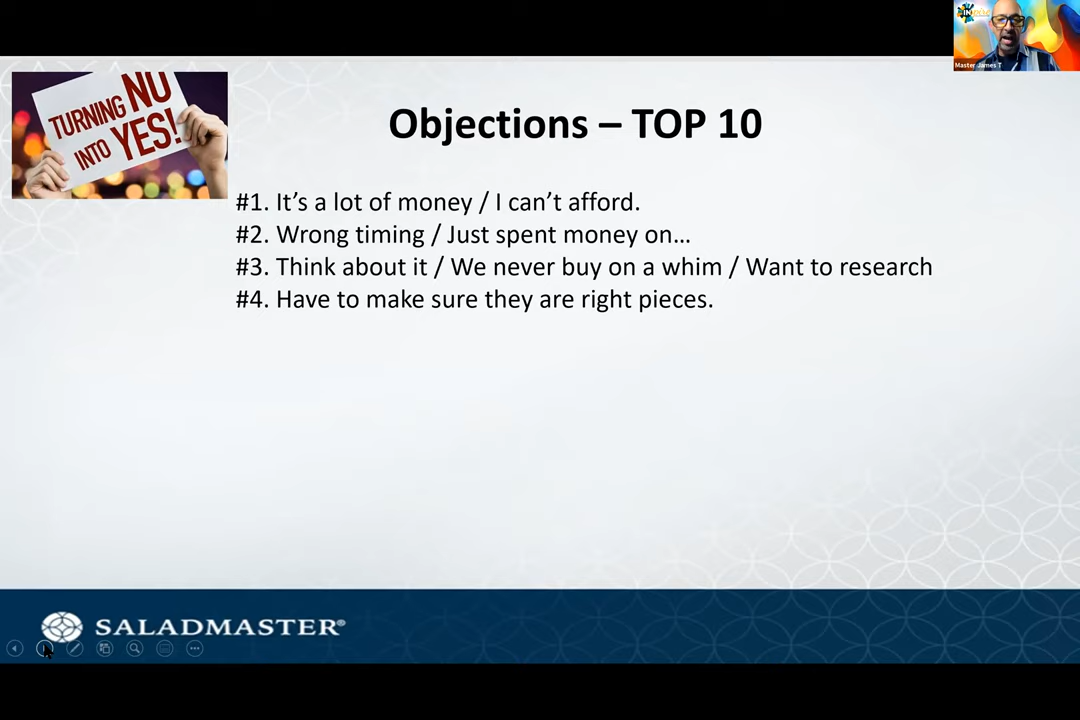 Master James T
TURNING NO
INTO YES!
Objections – TOP 10
#1. It’s a lot of money / I can’t afford.
#2. Wrong timing / Just spent money on…
#3. Think about it / We never buy on a whim / Want to research
#4. Have to make sure they are right pieces.
SALADMASTER®